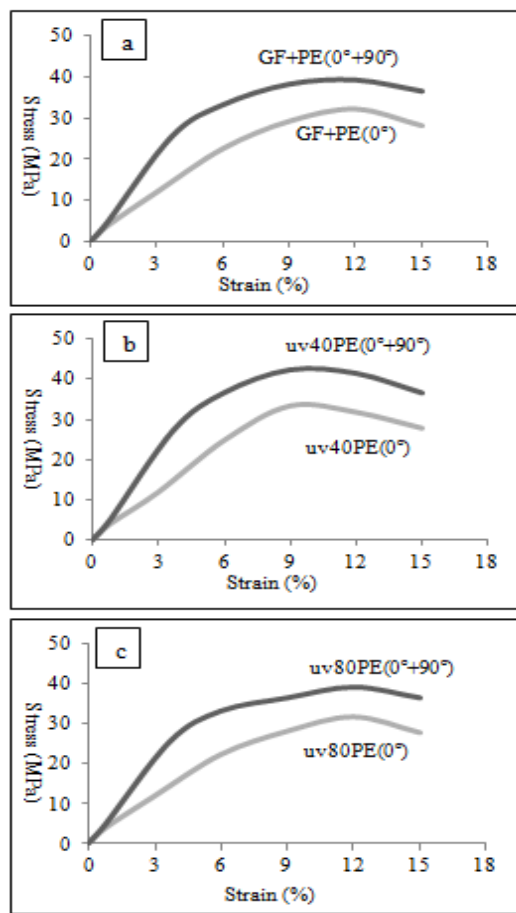 a
GF+PE(0°+90°)
GF+PE(0°)
Stress (MPa)
50
40
30
20
10
0
0 3 6 9 12 15 18
Strain (%)
b
uv40PE(0°+90°)
uv40PE(0°)
Stress (MPa)
50
40
30
20
10
0
0 3 6 9 12 15 18
Strain (%)
c
uv80PE(0°+90°)
uv80PE(0°)
Stress (MPa)
50
40
30
20
10
0
0 3 6 9 12 15 18
Strain (%)